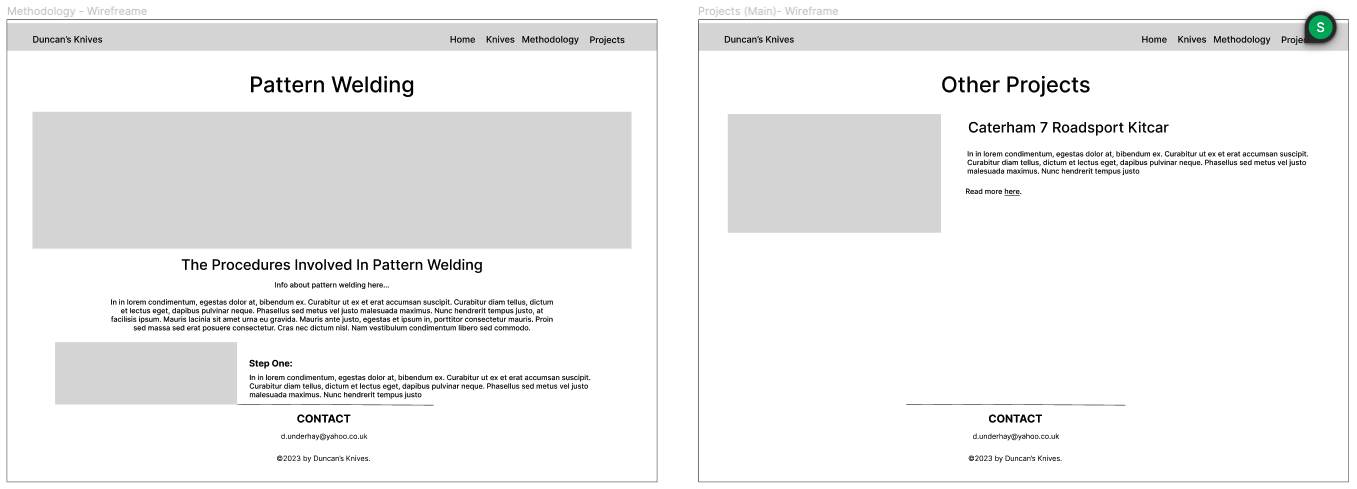 Methodology - Wirefreame
Duncan's Knives
Home Knives Methodology Projects
Pattern Welding
The Procedures Involved In Pattern Welding
Info about pattern welding here...
In in lorem condimentum, egestas dolor at, bibendum ex. Curabitur ut ex et erat accumsan suscipit. Curabitur diam tellus, dictum
et lectus eget, dapibus pulvinar neque. Phasellus sed metus vel justo malesuada maximus. Nunc hendrerit tempus justo, at
facilisis ipsum. Mauris lacinia sit amet urna eu gravida. Mauris ante justo, egestas et ipsum in, porttitor consectetur mauris. Proin
sed massa sed erat posuere consectetur. Cras nec dictum nisl. Nam vestibulum condimentum libero sed commodo.
Step One:
In in lorem condimentum, egestas dolor at, bibendum ex. Curabitur ut ex et erat accumsan suscipit.
Curabitur diam tellus, dictum et lectus eget, dapibus pulvinar neque. Phasellus sed metus vel justo
malesuada maximus. Nunc hendrerit tempus justo
CONTACT
d.underhay@yahoo.co.uk
©2023 by Duncan's Knives.
Projects (Main)- Wireframe
S
Duncan's Knives
Home Knives Methodology
Other Projects
Caterham 7 Roadsport Kitcar
In in lorem condimentum, egestas dolor at, bibendum ex. Curabitur ut ex et erat accumsan suscipit.
Curabitur diam tellus, dictum et lectus eget, dapibus pulvinar neque. Phasellus sed metus vel justo
malesuada maximus. Nunc hendrerit tempus justo
Read more here.
CONTACT
d.underhay@yahoo.co.uk
©2023 by Duncan's Knives.